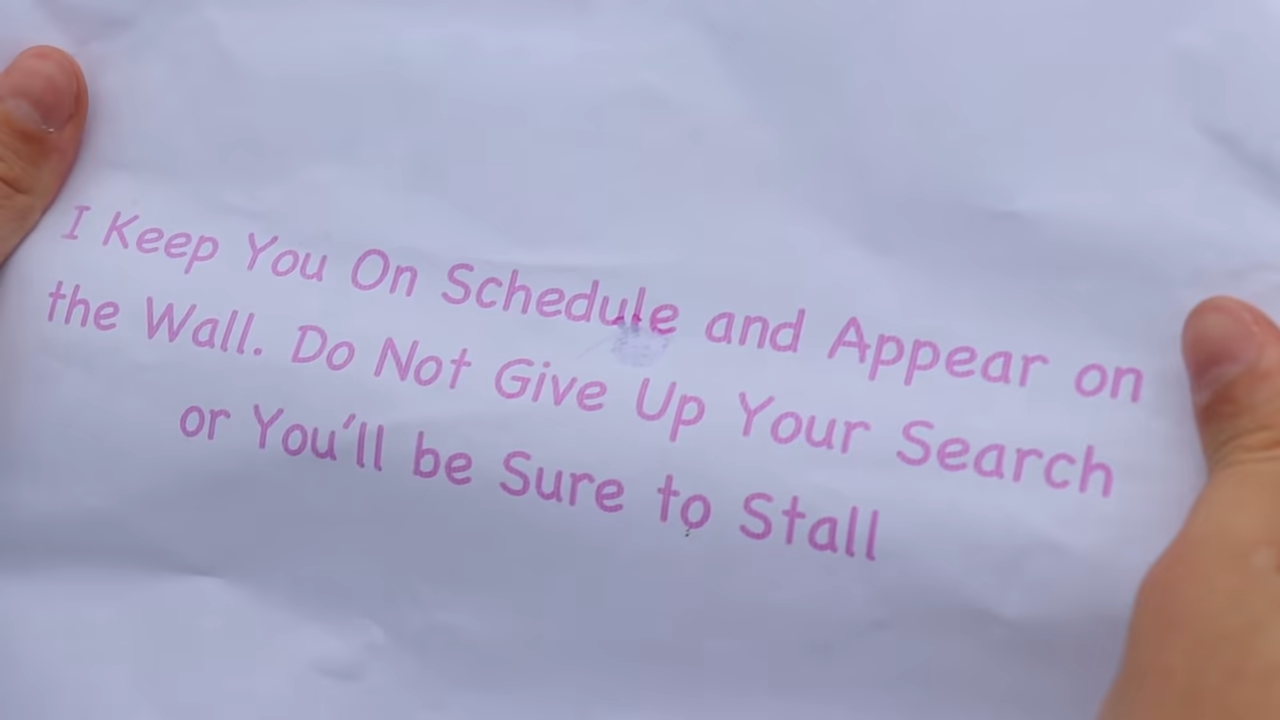 I Keep You On Schedule and Appear on
the Wall. Do Not Give Up Your Search
or You'll be Sure to Stall